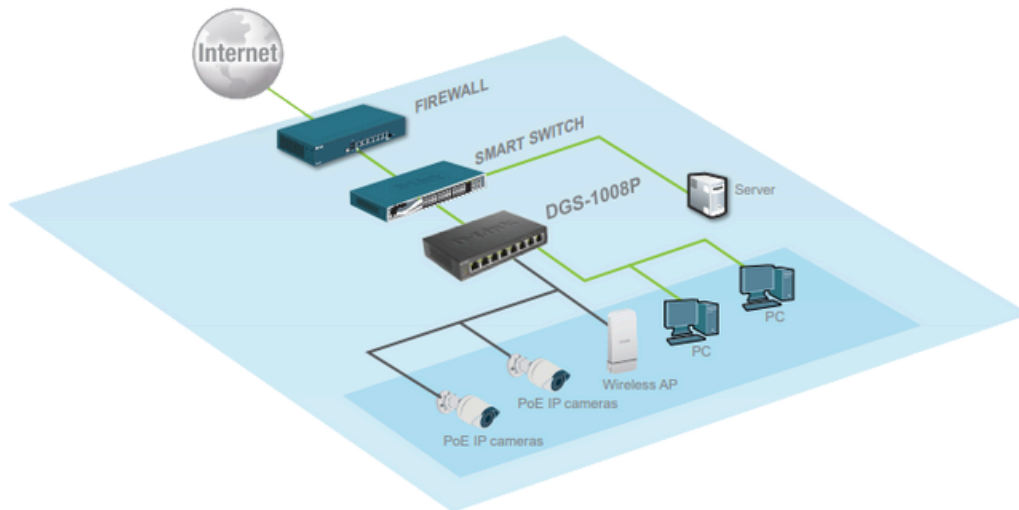 Internet
FIREWALL
SMART SWITCH
DGS-1008P
Server
PC
PC
Wireless AP
PoE IP cameras
PoE IP cameras